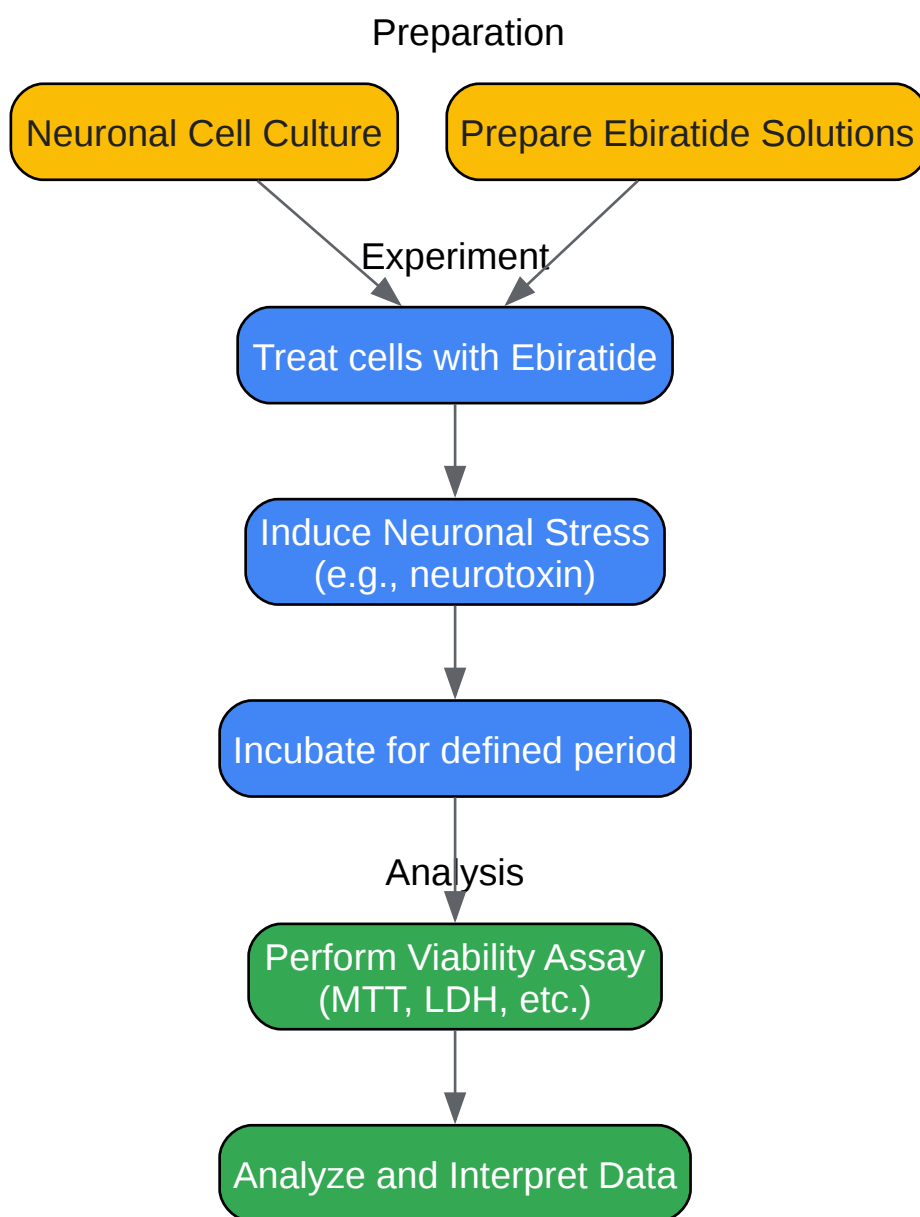 Preparation
Neuronal Cell Culture
Prepare Ebiratide Solutions
Experiment
Treat cells with Ebiratide
Induce Neuronal Stress
(e.g., neurotoxin)
Incubate for defined period
Analysis
Perform Viability Assay
(MTT, LDH, etc.)
Analyze and Interpret Data